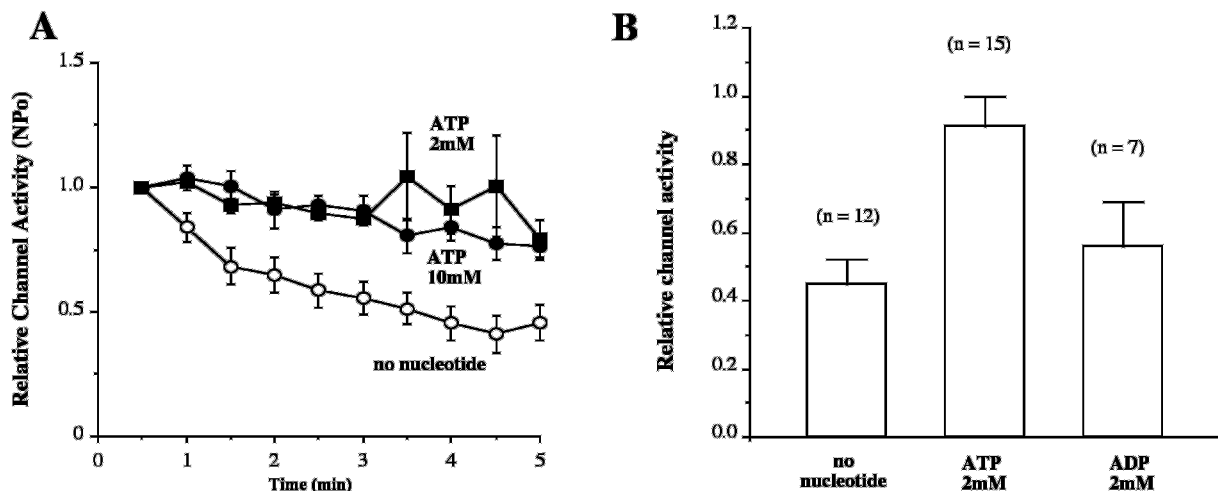 A
Relative Channel Activity (NPo)
1.5
1.0
0.5
0
0
1
2
3
4
5
Time (min)
ATP
2mM
ATP
10mM
no nucleotide
B
Relative channel activity
1.2
1.0
0.8
0.6
0.4
0.2
0.0
(n = 12)
(n = 15)
(n = 7)
no
nucleotide
ATP
2mM
ADP
2mM